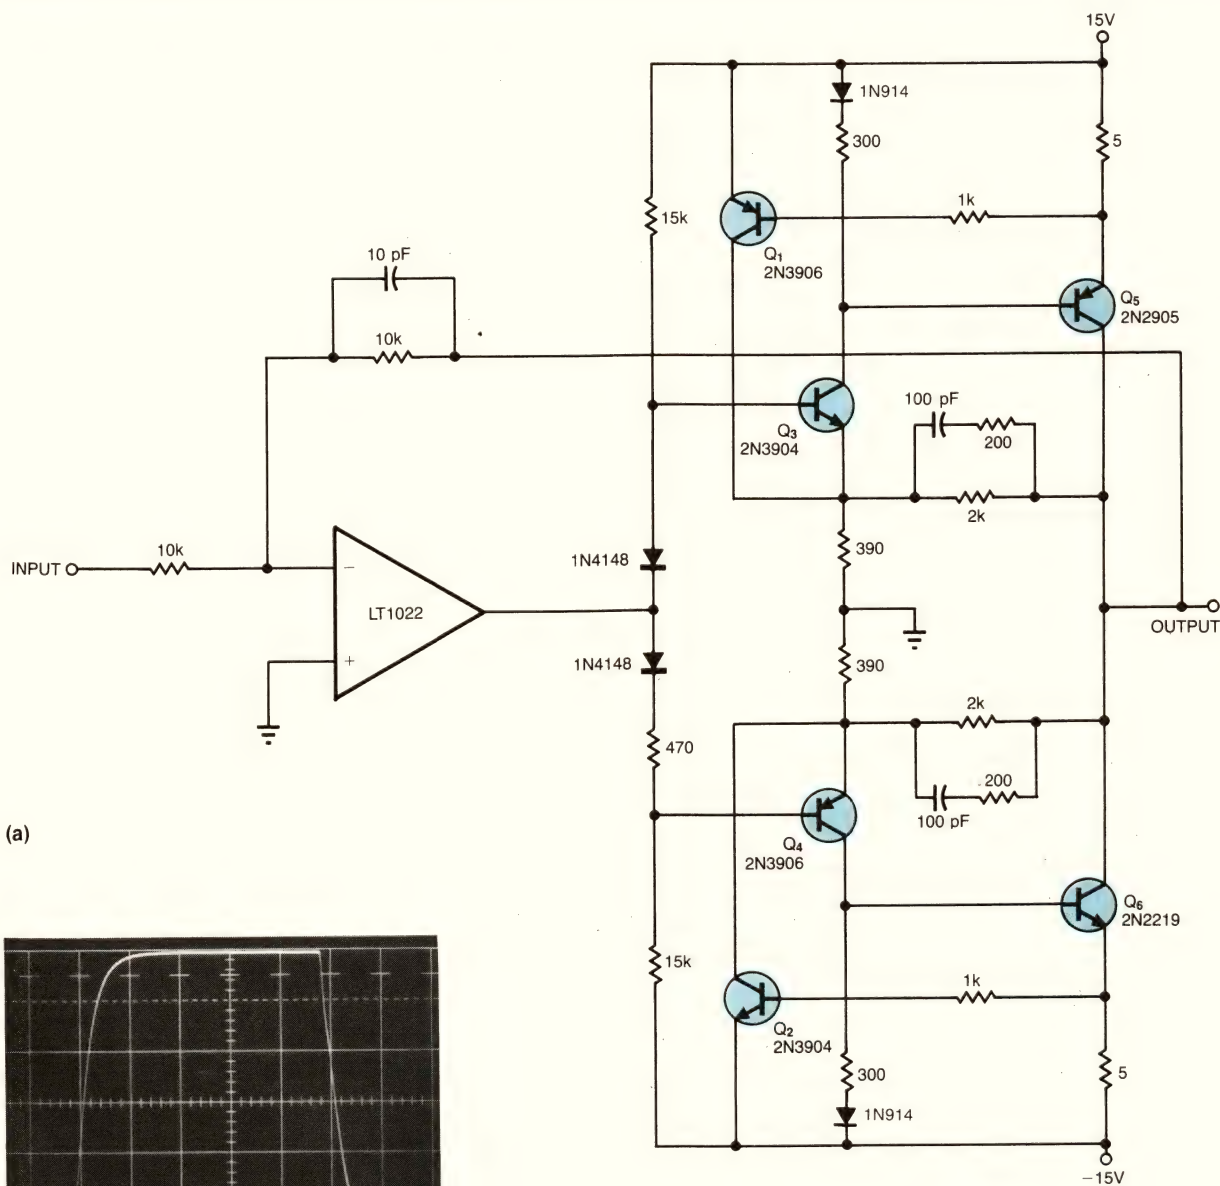 15V
1N914
300
5
15k
1k
Q1
2N3906
10 pF
Q5
2N2905
10k
100 pF
Q3
2N3904
200
2k
390
10k
INPUT
1N4148
−
LT1022
+
OUTPUT
1N4148
390
2k
470
200
100 pF
(a)
Q4
2N3906
Q6
2N2219
15k
1k
Q2
2N3904
300
5
1N914
−15V